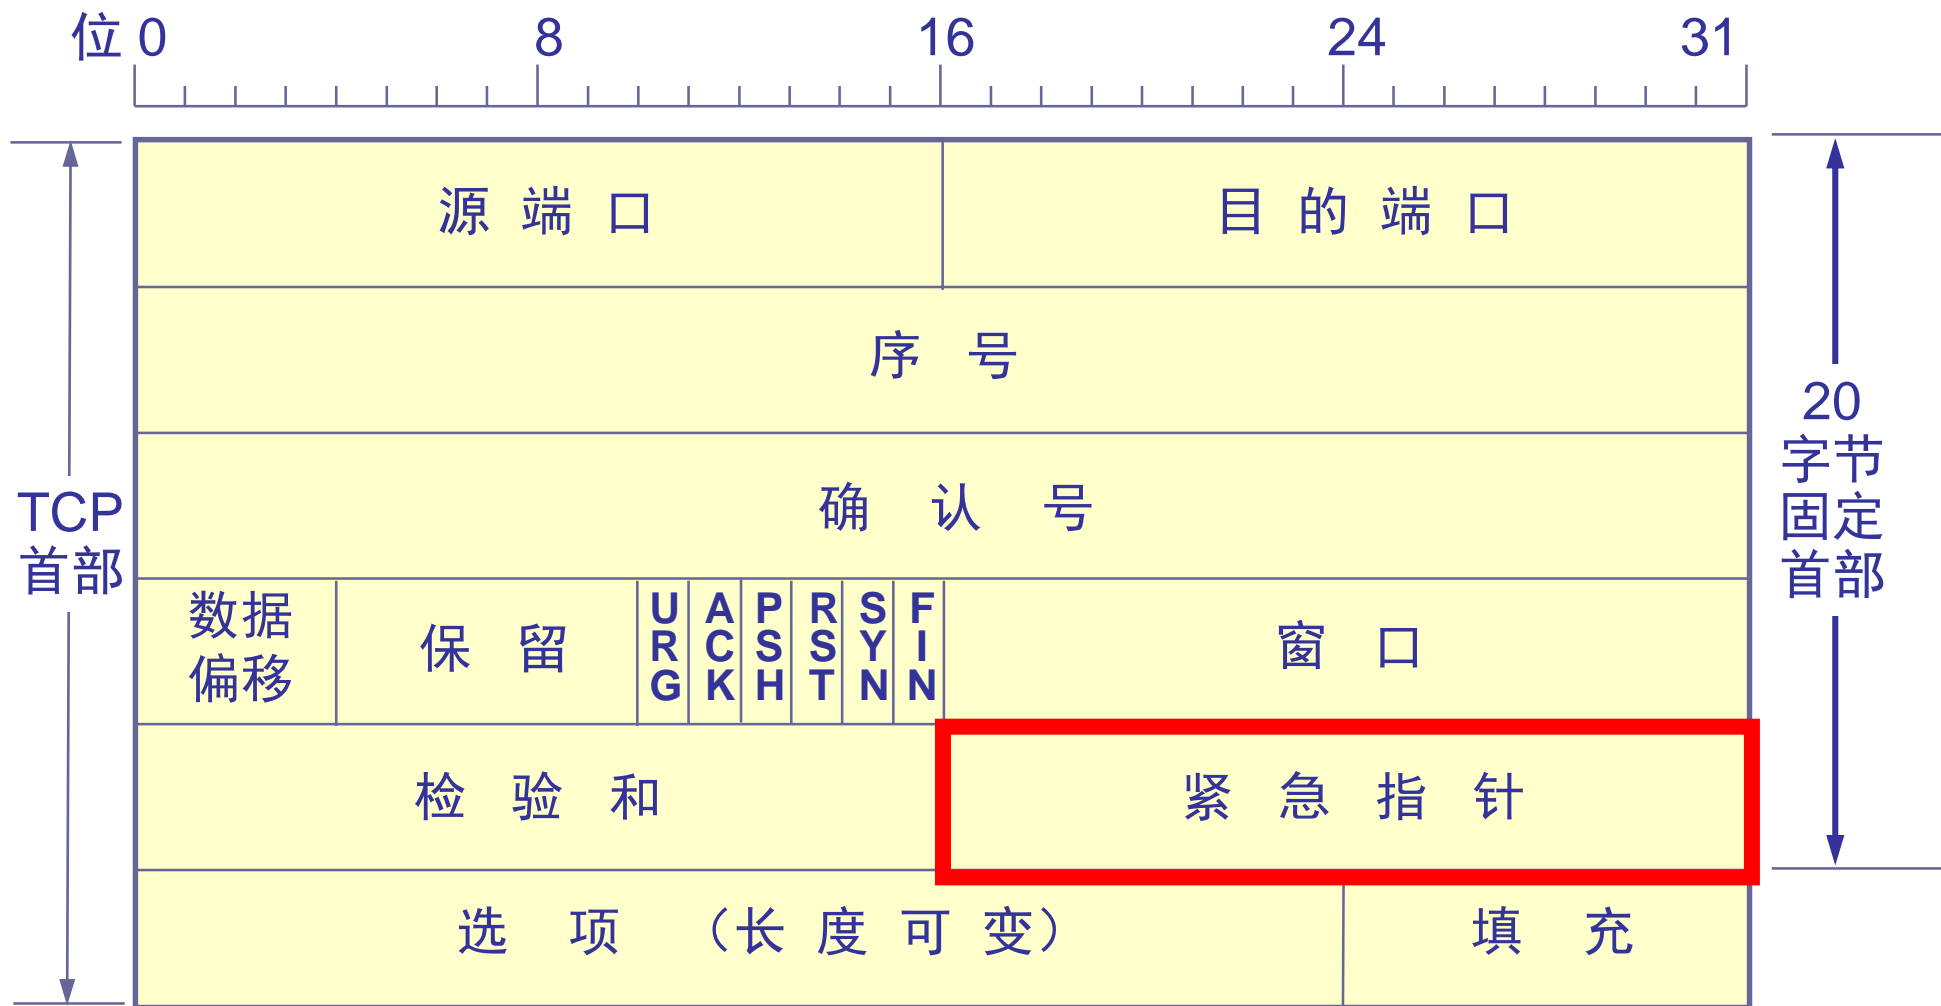 位 0 8 16 24 31
源端口 目的端口
序号
确认号
TCP
首部
20
字节
固定
首部
数据
偏移
保留
URG
ACK
PSH
RST
SYN
FIN
窗口
检验和 紧急指针
选项（长度可变） 填充